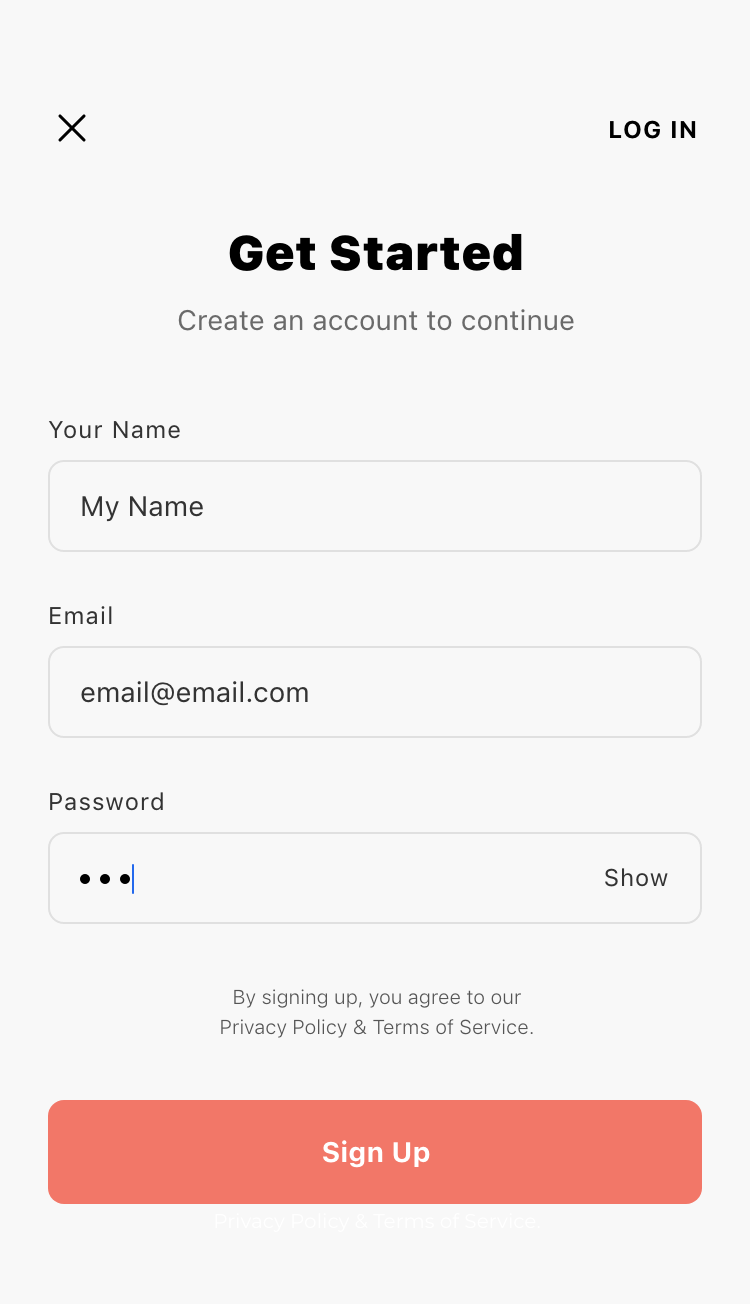 LOG IN
Get Started
Create an account to continue
Your Name
My Name
Email
email@email.com
Password
Show
By signing up, you agree to our
Privacy Policy & Terms of Service.
Sign Up
Privacy Policy & Terms of Service